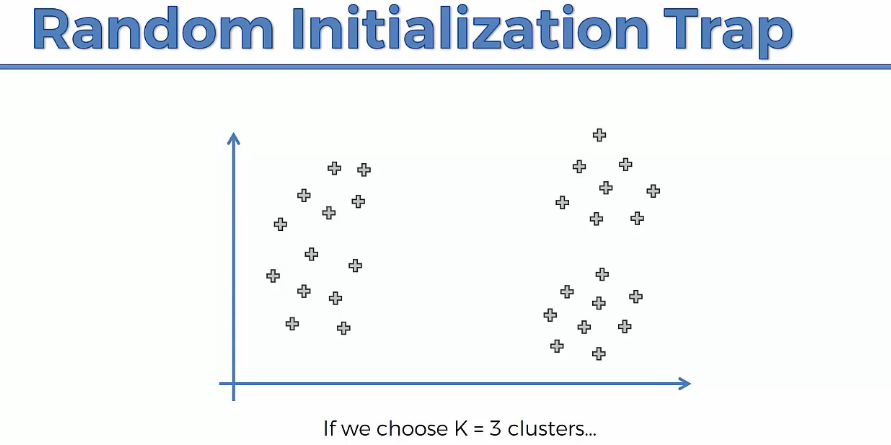 Random Initialization Trap
If we choose K = 3 clusters...